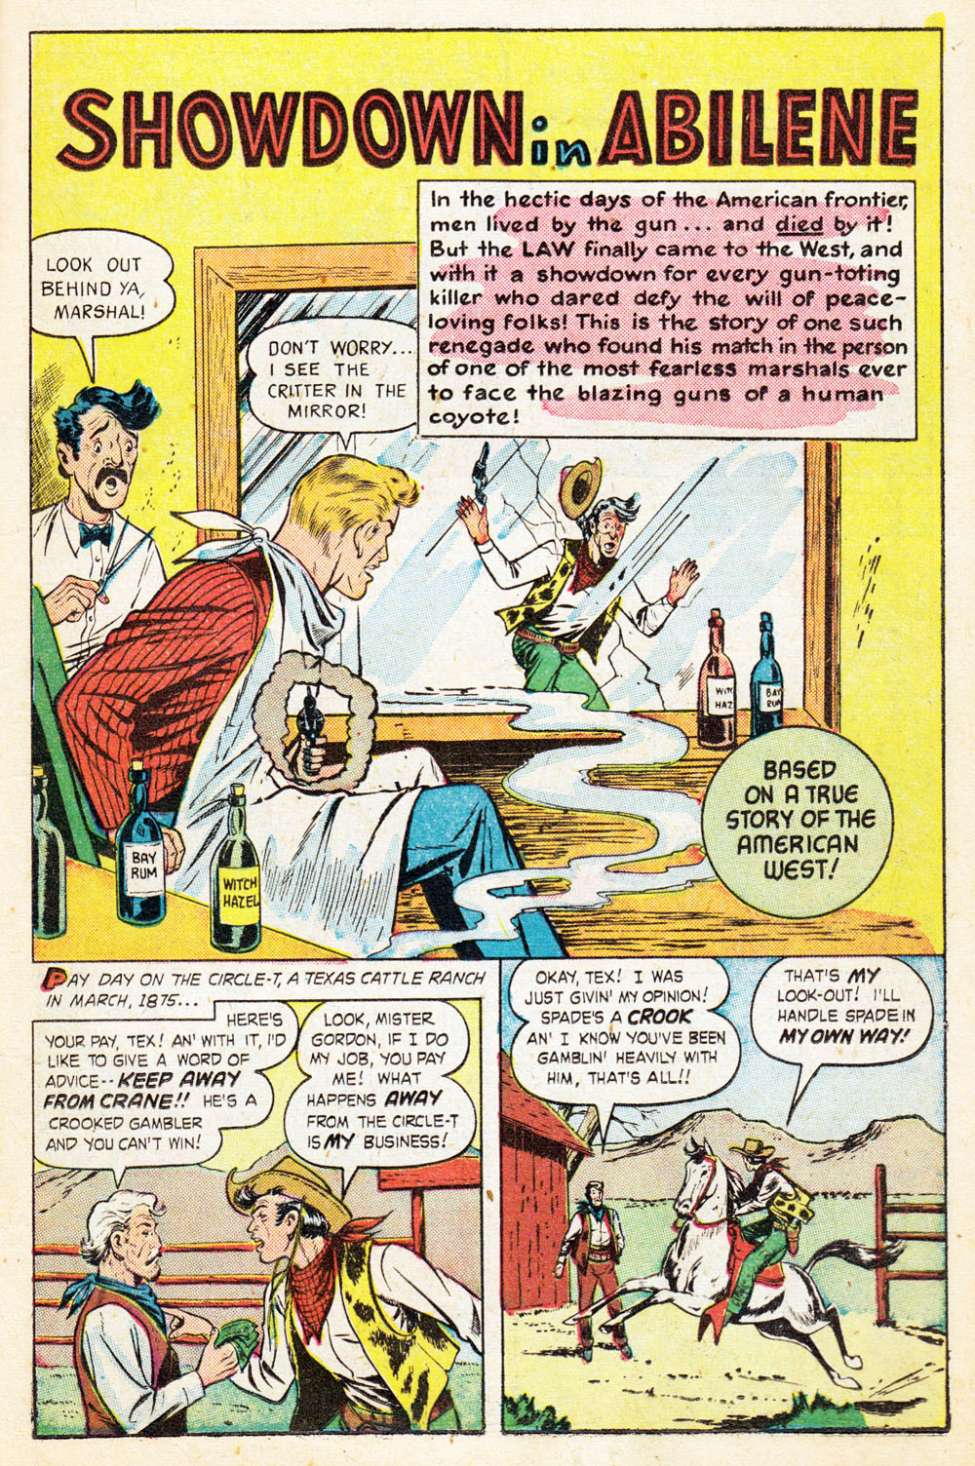 SHOWDOWN in ABILENE
In the hectic days of the American frontier,
men lived by the gun... and died by it!
But the LAW finally came to the West, and
with it a showdown for every gun-toting
killer who dared defy the will of peace-
loving folks! This is the story of one such
renegade who found his match in the person
of one of the most fearless marshals ever
to face the blazing guns of a human
coyote!
LOOK OUT
BEHIND YA,
MARSHAL!
DON'T WORRY...
I SEE THE
CRITTER IN THE
MIRROR!
WITCH
HAZ
BAY
RUM
BASED
ON A TRUE
STORY OF THE
AMERICAN
WEST!
BAY
RUM
WITCH
HAZEL
PAY DAY ON THE CIRCLE-T, A TEXAS CATTLE RANCH
IN MARCH, 1875...
HERE'S
YOUR PAY, TEX! AN' WITH IT, I'D
LIKE TO GIVE A WORD OF
ADVICE-- KEEP AWAY
FROM CRANE!! HE'S A
CROOKED GAMBLER
AND YOU CAN'T WIN!
LOOK, MISTER
GORDON, IF I DO
MY JOB, YOU PAY
ME! WHAT
HAPPENS AWAY
FROM THE CIRCLE-T
IS MY BUSINESS!
OKAY, TEX! I WAS
JUST GIVIN' MY OPINION!
SPADE'S A CROOK
AN' I KNOW YOU'VE BEEN
GAMBLIN' HEAVILY WITH
HIM, THAT'S ALL!!
THAT'S MY
LOOK-OUT! I'LL
HANDLE SPADE IN
MY OWN WAY!